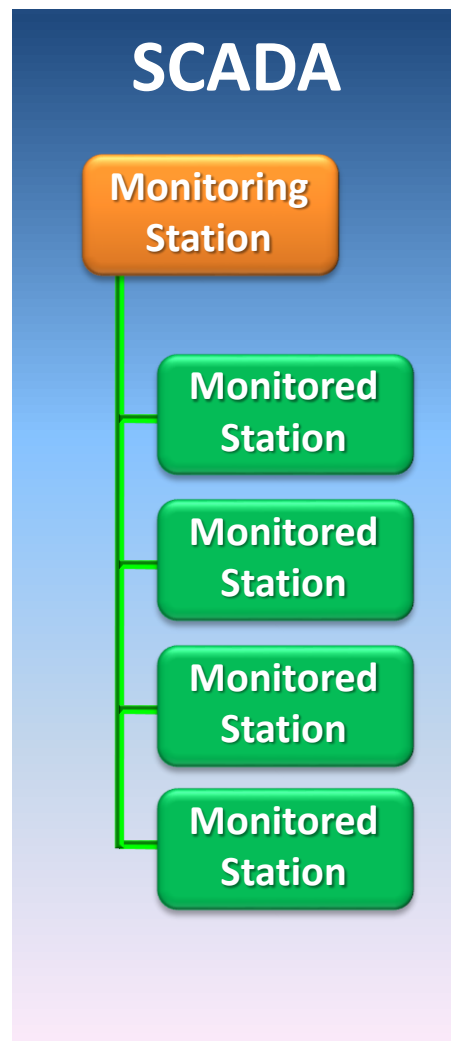 SCADA
Monitoring
Station
Monitored
Station
Monitored
Station
Monitored
Station
Monitored
Station